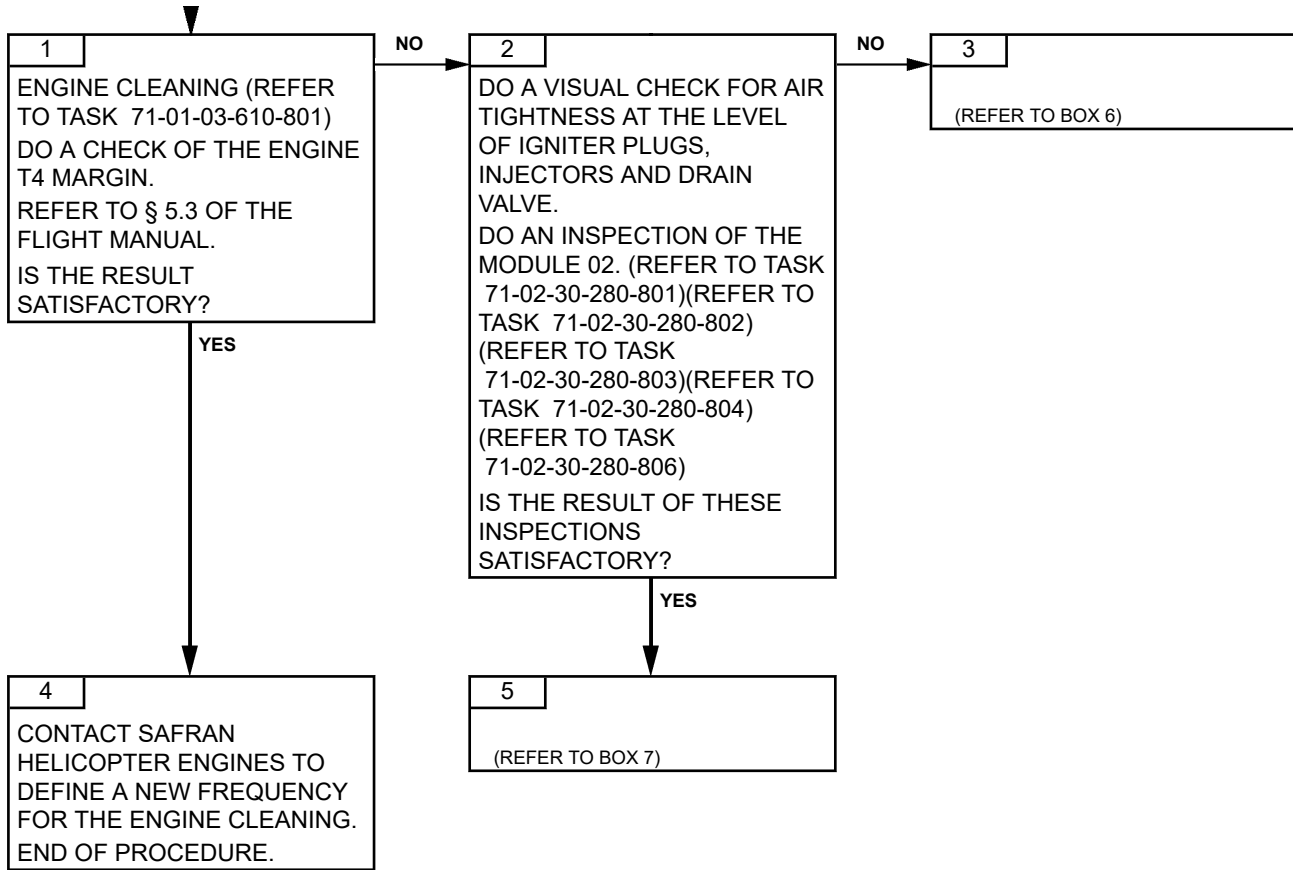 1
ENGINE CLEANING (REFER
TO TASK 71-01-03-610-801)
DO A CHECK OF THE ENGINE
T4 MARGIN.
REFER TO § 5.3 OF THE
FLIGHT MANUAL.
IS THE RESULT
SATISFACTORY?
NO
YES
2
DO A VISUAL CHECK FOR AIR
TIGHTNESS AT THE LEVEL
OF IGNITER PLUGS,
INJECTORS AND DRAIN
VALVE.
DO AN INSPECTION OF THE
MODULE 02. (REFER TO TASK
71-02-30-280-801)(REFER TO
TASK 71-02-30-280-802)
(REFER TO TASK
71-02-30-280-803)(REFER TO
TASK 71-02-30-280-804)
(REFER TO TASK
71-02-30-280-806)
IS THE RESULT OF THESE
INSPECTIONS
SATISFACTORY?
NO
YES
3
(REFER TO BOX 6)
4
CONTACT SAFRAN
HELICOPTER ENGINES TO
DEFINE A NEW FREQUENCY
FOR THE ENGINE CLEANING.
END OF PROCEDURE.
5
(REFER TO BOX 7)